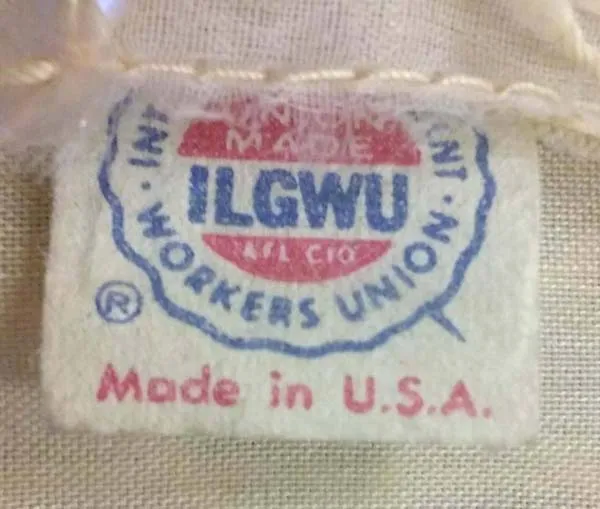 UNION
MADE
ILGWU
AFL CIO
· WORKERS UNION ·
®
Made in U.S.A.